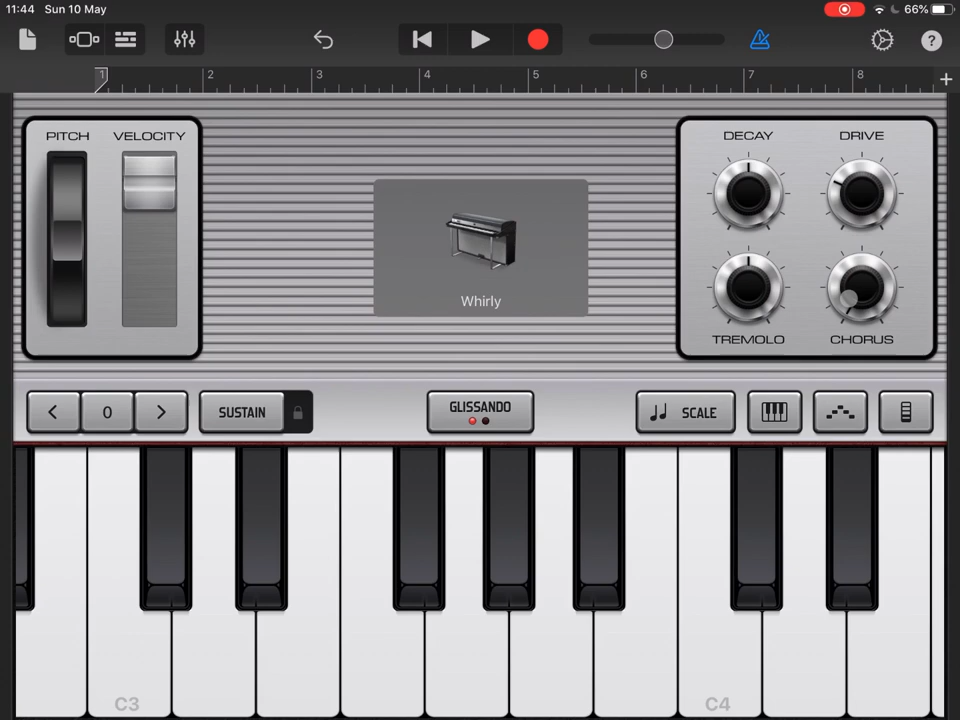 11:44 Sun 10 May 66%
1 2 3 4 5 6 7 8
PITCH VELOCITY DECAY DRIVE
Whirly
TREMOLO CHORUS
0 SUSTAIN GLISSANDO SCALE
C3 C4